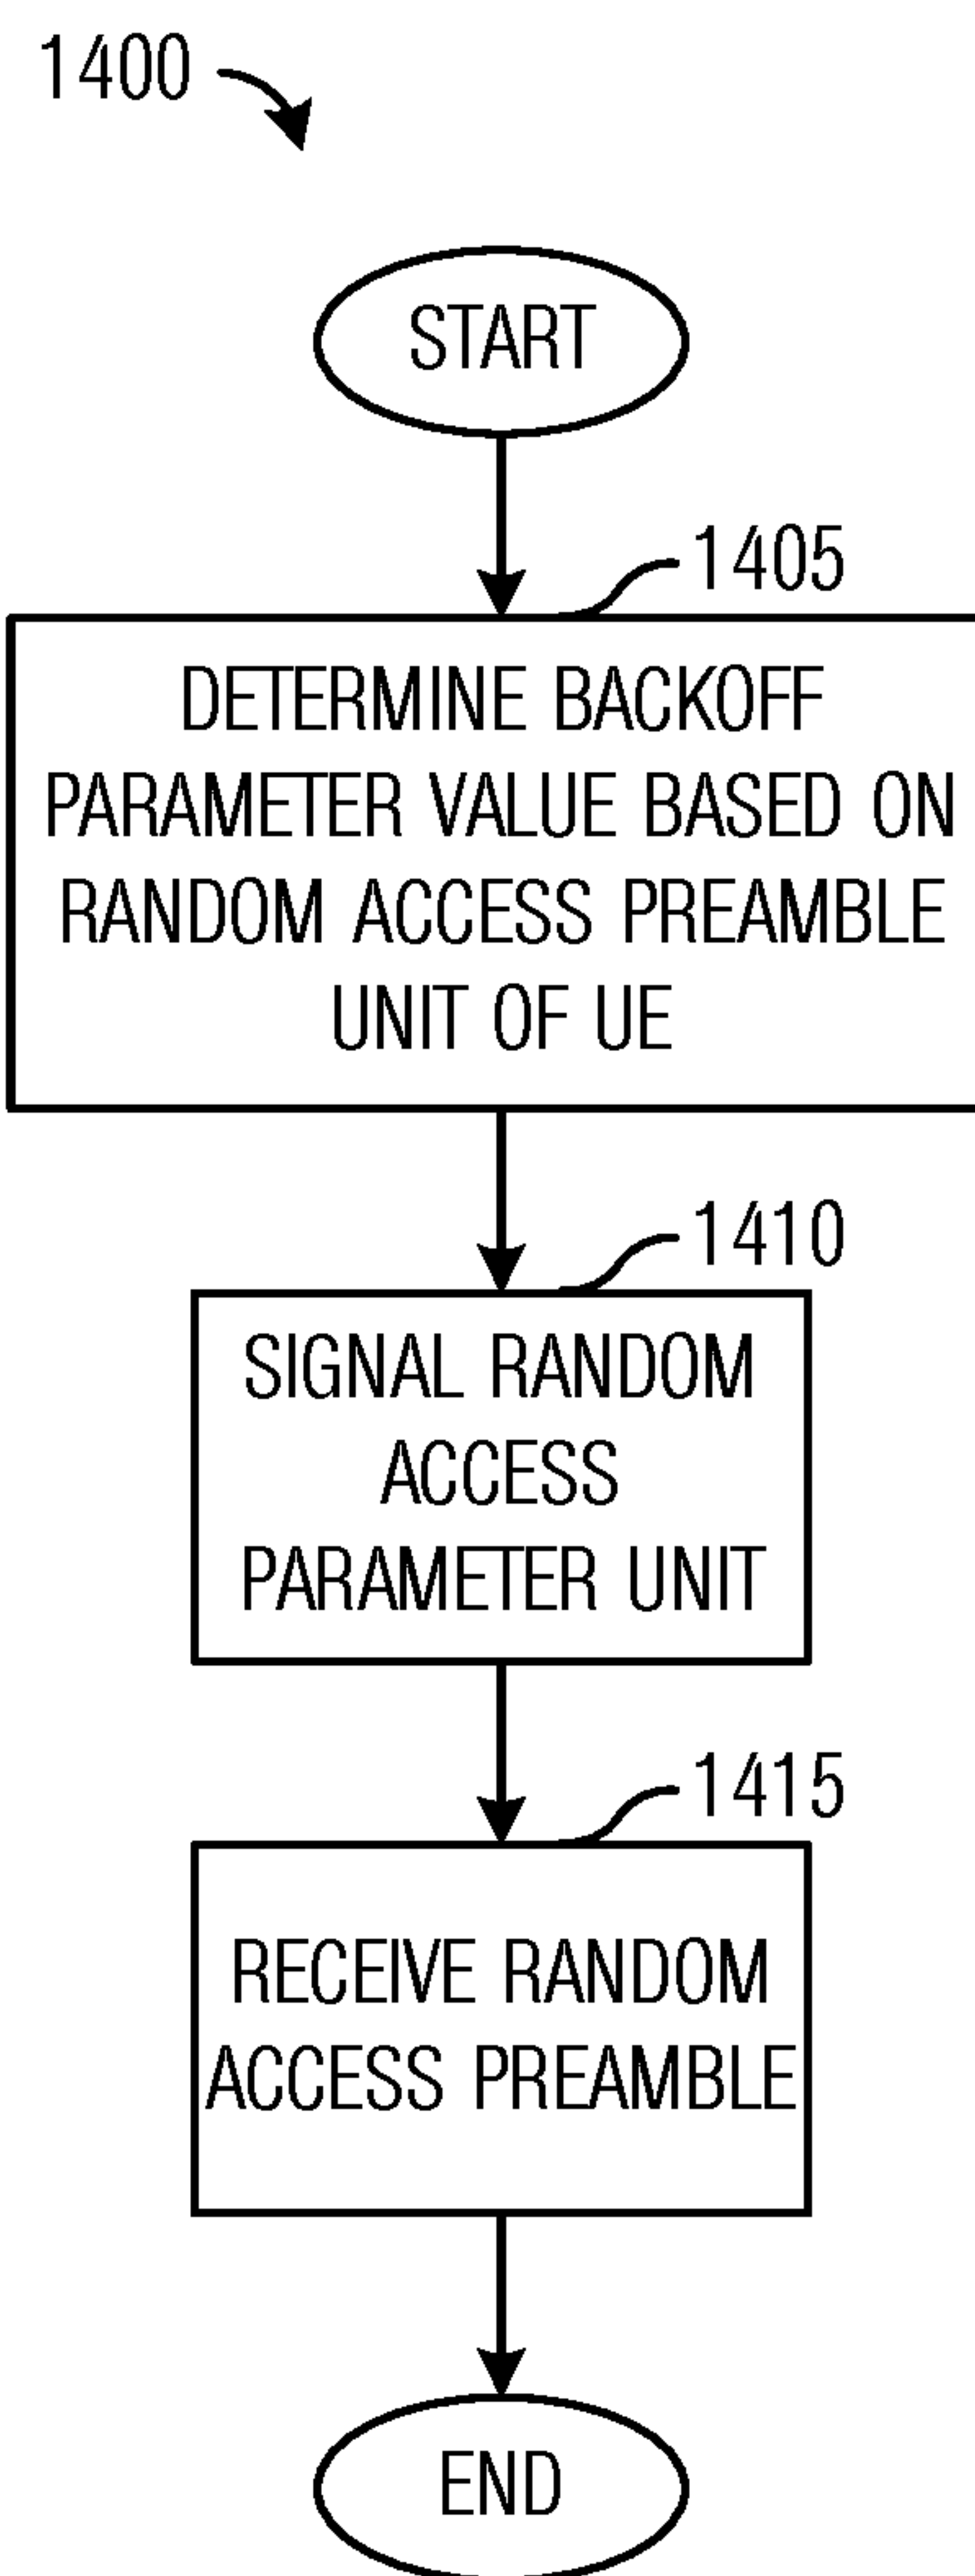 1400
START
1405
DETERMINE BACKOFF
PARAMETER VALUE BASED ON
RANDOM ACCESS PREAMBLE
UNIT OF UE
1410
SIGNAL RANDOM
ACCESS
PARAMETER UNIT
1415
RECEIVE RANDOM
ACCESS PREAMBLE
END